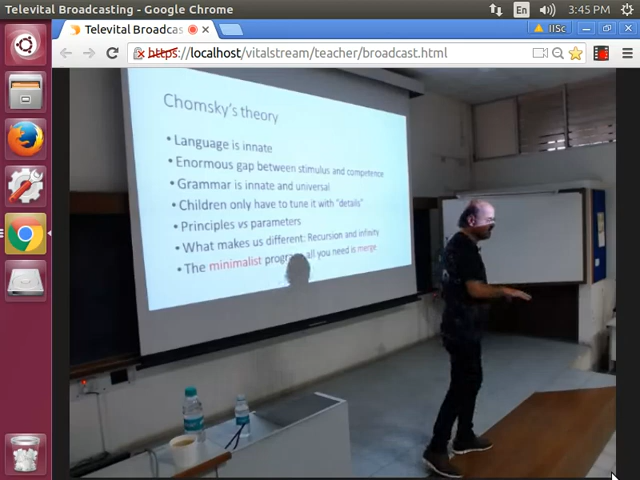 Televital Broadcasting - Google Chrome
En
3:45 PM
Televital Broadcas
IISc
https://localhost/vitalstream/teacher/broadcast.html
Chomsky's theory
• Language is innate
• Enormous gap between stimulus and competence
• Grammar is innate and universal
• Children only have to tune it with "details"
• Principles vs parameters
• What makes us different: Recursion and infinity
• The minimalist program all you need is merge.